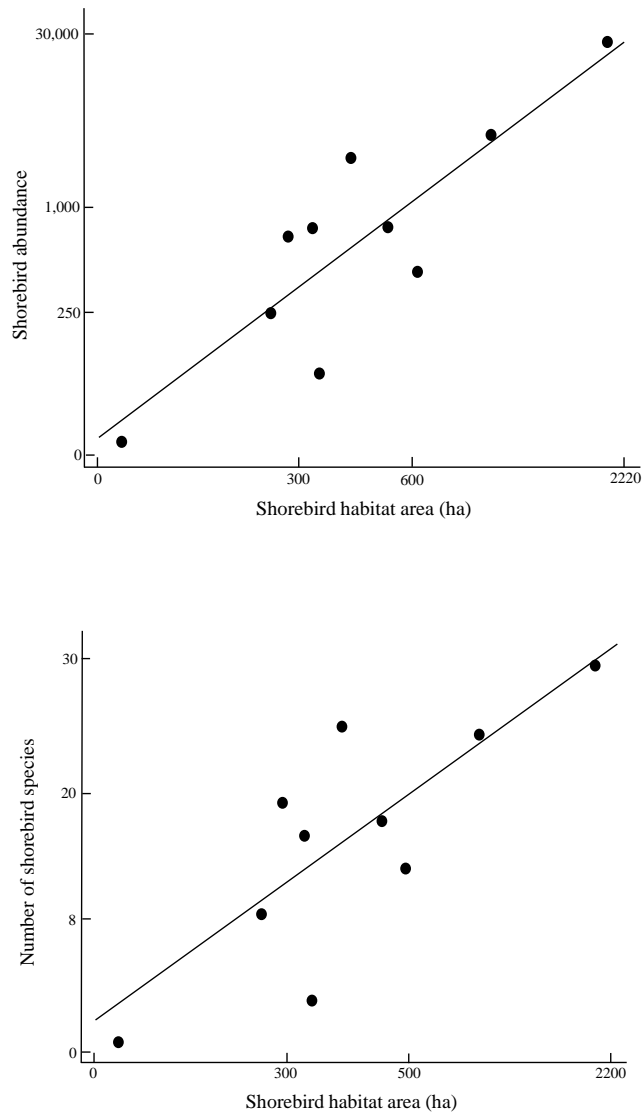 30,000
1,000
250
0
Shorebird abundance
0 300 600 2220
Shorebird habitat area (ha)
30
20
8
0
Number of shorebird species
0 300 500 2200
Shorebird habitat area (ha)